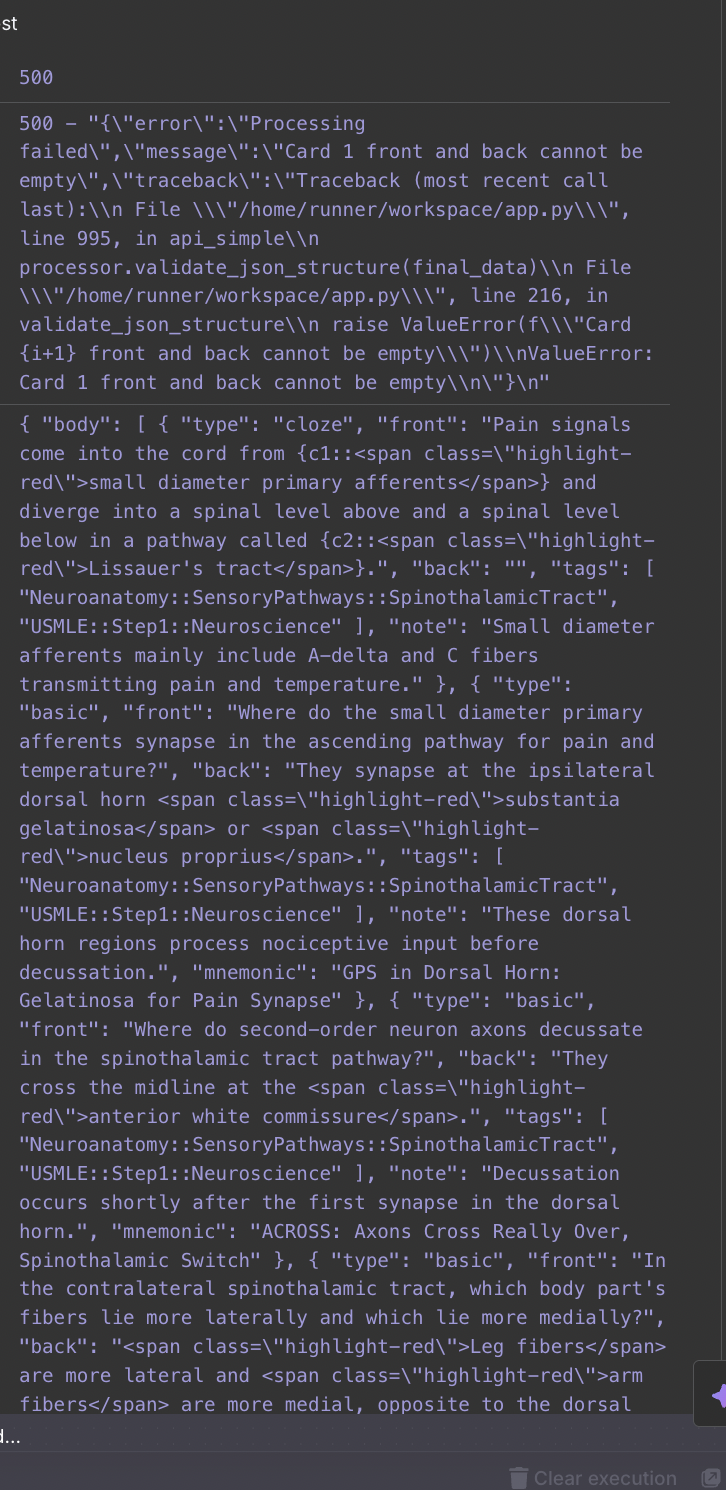 st
500
500 – "{\"error\":\"Processing
failed\",\"message\":\"Card 1 front and back cannot be
empty\",\"traceback\":\"Traceback (most recent call
last):\\n File \\\"/home/runner/workspace/app.py\\\",
line 995, in api_simple\\n
processor.validate_json_structure(final_data)\\n File
\\\"/home/runner/workspace/app.py\\\", line 216, in
validate_json_structure\\n raise ValueError(f\\\"Card
{i+1} front and back cannot be empty\\\")\\nValueError:
Card 1 front and back cannot be empty\\n\"}\n"
{ "body": [ { "type": "cloze", "front": "Pain signals
come into the cord from {c1::<span class=\"highlight-
red\">small diameter primary afferents</span>} and
diverge into a spinal level above and a spinal level
below in a pathway called {c2::<span class=\"highlight-
red\">Lissauer's tract</span>}.", "back": "", "tags": [
"Neuroanatomy::SensoryPathways::SpinothalamicTract",
"USMLE::Step1::Neuroscience" ], "note": "Small diameter
afferents mainly include A-delta and C fibers
transmitting pain and temperature." }, { "type":
"basic", "front": "Where do the small diameter primary
afferents synapse in the ascending pathway for pain and
temperature?", "back": "They synapse at the ipsilateral
dorsal horn <span class=\"highlight-red\">substantia
gelatinosa</span> or <span class=\"highlight-
red\">nucleus proprius</span>.", "tags": [
"Neuroanatomy::SensoryPathways::SpinothalamicTract",
"USMLE::Step1::Neuroscience" ], "note": "These dorsal
horn regions process nociceptive input before
decussation.", "mnemonic": "GPS in Dorsal Horn:
Gelatinosa for Pain Synapse" }, { "type": "basic",
"front": "Where do second-order neuron axons decussate
in the spinothalamic tract pathway?", "back": "They
cross the midline at the <span class=\"highlight-
red\">anterior white commissure</span>.", "tags": [
"Neuroanatomy::SensoryPathways::SpinothalamicTract",
"USMLE::Step1::Neuroscience" ], "note": "Decussation
occurs shortly after the first synapse in the dorsal
horn.", "mnemonic": "ACROSS: Axons Cross Really Over,
Spinothalamic Switch" }, { "type": "basic", "front": "In
the contralateral spinothalamic tract, which body part's
fibers lie more laterally and which lie more medially?",
"back": "<span class=\"highlight-red\">Leg fibers</span>
are more lateral and <span class=\"highlight-red\">arm
fibers</span> are more medial, opposite to the dorsal
d...
Clear execution